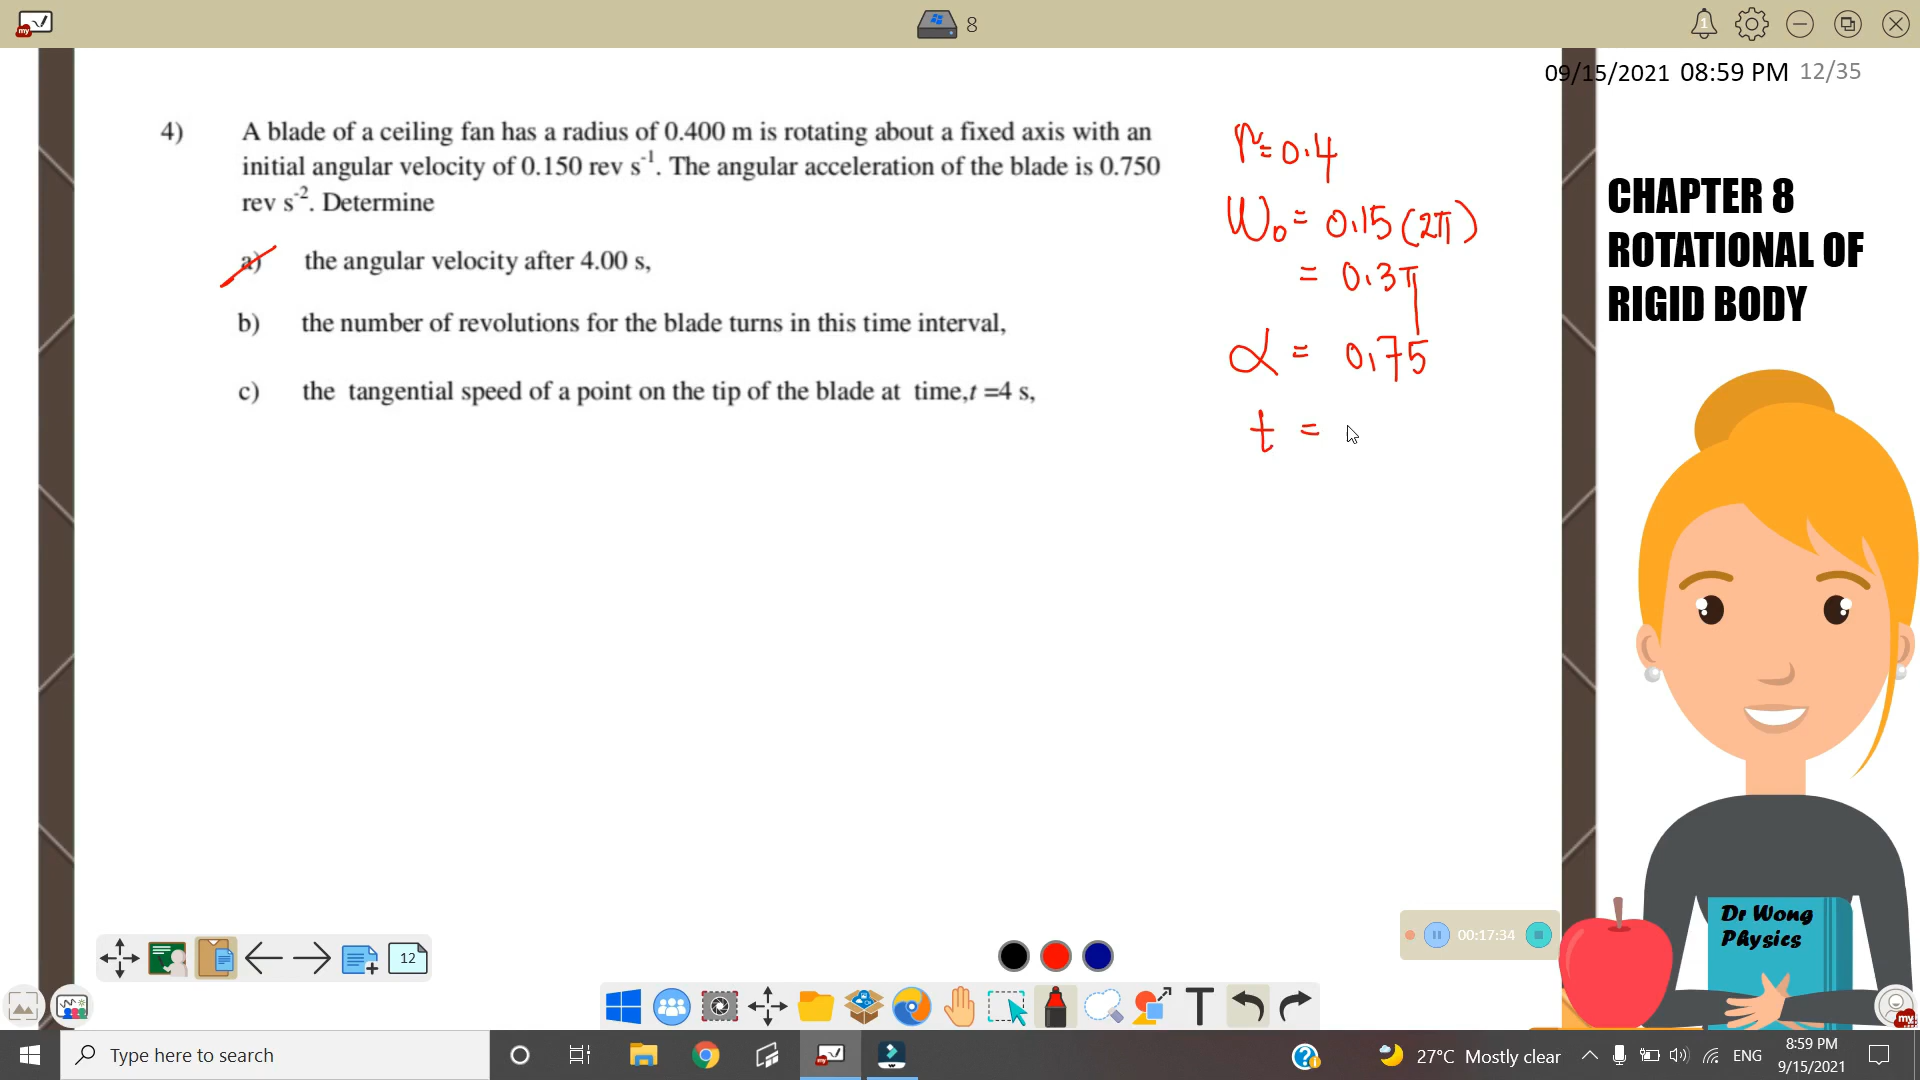 8
1
09/15/2021 08:59 PM 12/35
4) A blade of a ceiling fan has a radius of 0.400 m is rotating about a fixed axis with an
initial angular velocity of 0.150 rev s⁻¹. The angular acceleration of the blade is 0.750
rev s⁻². Determine
a) the angular velocity after 4.00 s,
b) the number of revolutions for the blade turns in this time interval,
c) the tangential speed of a point on the tip of the blade at time,t =4 s,
r = 0.4
ω₀ = 0.15 (2π)
= 0.3π
α = 0.75
t =
CHAPTER 8
ROTATIONAL OF
RIGID BODY
Dr Wong
Physics
00:17:34
12
T
my
my
Type here to search
27°C Mostly clear
ENG
8:59 PM
9/15/2021